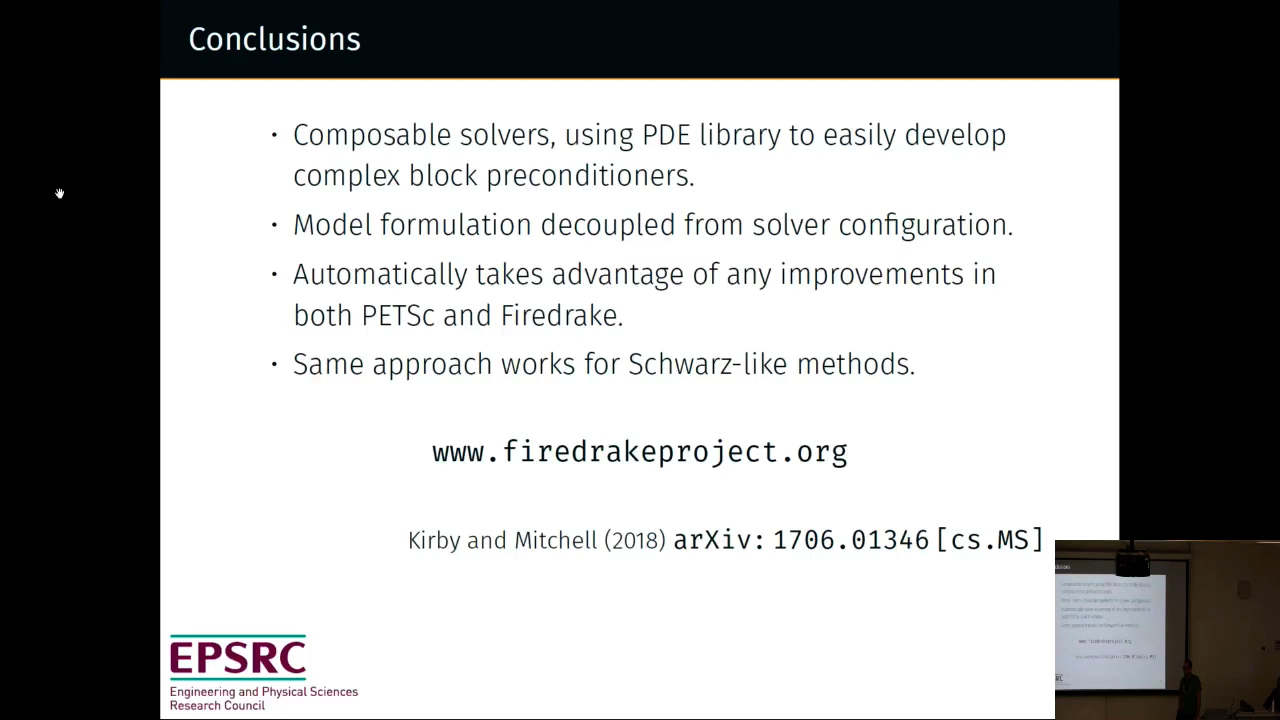 Conclusions
• Composable solvers, using PDE library to easily develop
complex block preconditioners.
• Model formulation decoupled from solver configuration.
• Automatically takes advantage of any improvements in
both PETSc and Firedrake.
• Same approach works for Schwarz-like methods.
www.firedrakeproject.org
Kirby and Mitchell (2018) arXiv: 1706.01346 [cs.MS]
EPSRC
Engineering and Physical Sciences
Research Council